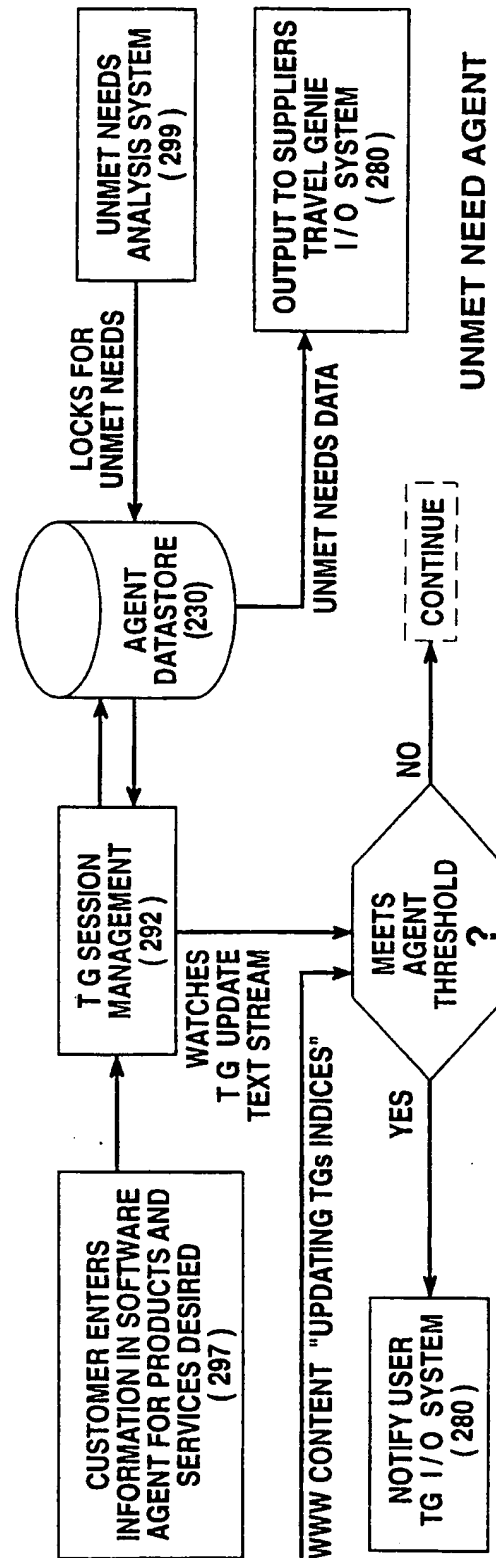 CUSTOMER ENTERS
INFORMATION IN SOFTWARE
AGENT FOR PRODUCTS AND
SERVICES DESIRED
( 297 )
T G SESSION
MANAGEMENT
( 292 )
AGENT
DATASTORE
(230)
LOCKS FOR
UNMET NEEDS
UNMET NEEDS
ANALYSIS SYSTEM
( 299 )
WATCHES
T G UPDATE
TEXT STREAM
UNMET NEEDS DATA
OUTPUT TO SUPPLIERS
TRAVEL GENIE
I / O SYSTEM
( 280 )
WWW CONTENT "UPDATING TGs INDICES"
MEETS
AGENT
THRESHOLD
?
YES
NO
NOTIFY USER
TG I / O SYSTEM
( 280 )
CONTINUE
UNMET NEED AGENT